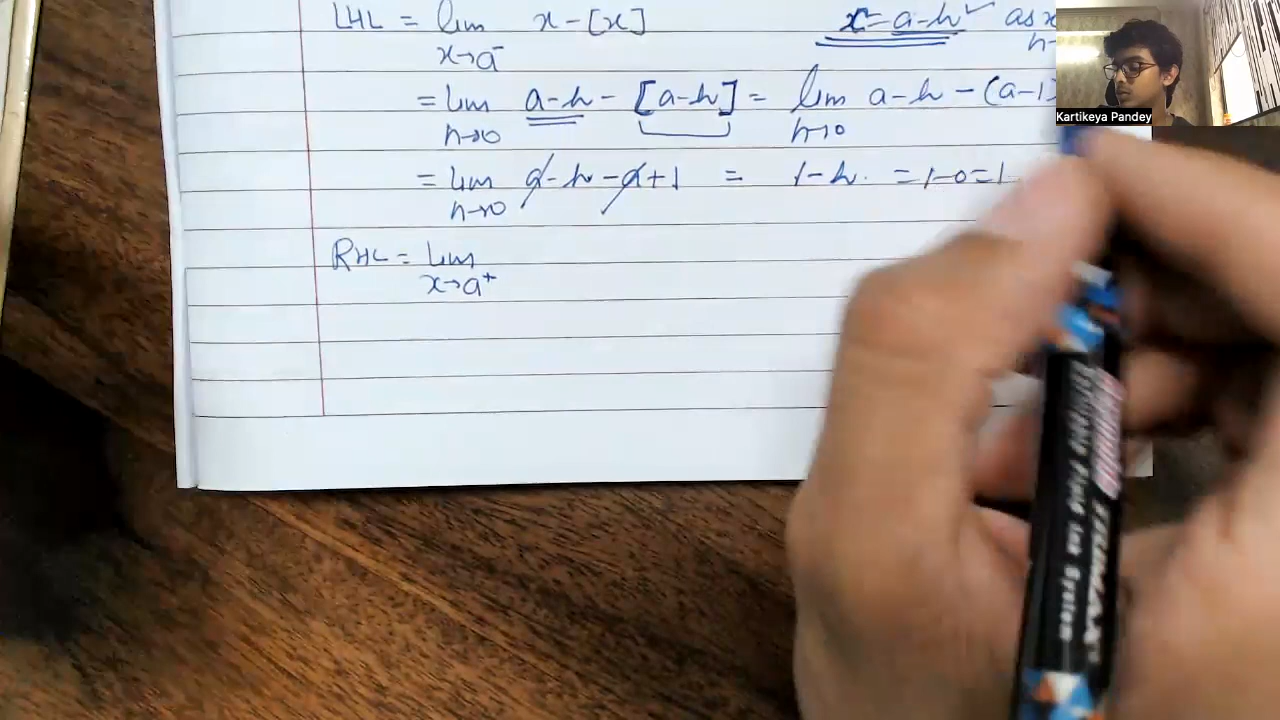 LHL = lim x - [x] x = a-h as x
x→a⁻ h→
= lim a-h - [a-h] = lim a-h - (a-1)
h→0 h→0
= lim a-h-a+1 = 1-h. = 1-0=1
h→0
RHL = lim
x→a⁺
Kartikeya Pandey
TRIMAX